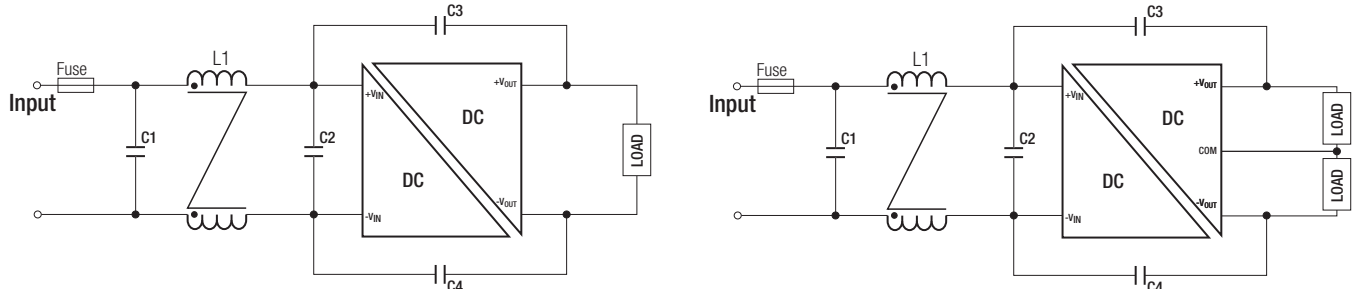 C3
L1
Fuse
Input
+VIN
+VOUT
DC
C1
C2
LOAD
DC
-VIN
-VOUT
C4
C3
L1
Fuse
Input
+VIN
+VOUT
DC
LOAD
C1
C2
COM
DC
LOAD
-VIN
-VOUT
C4